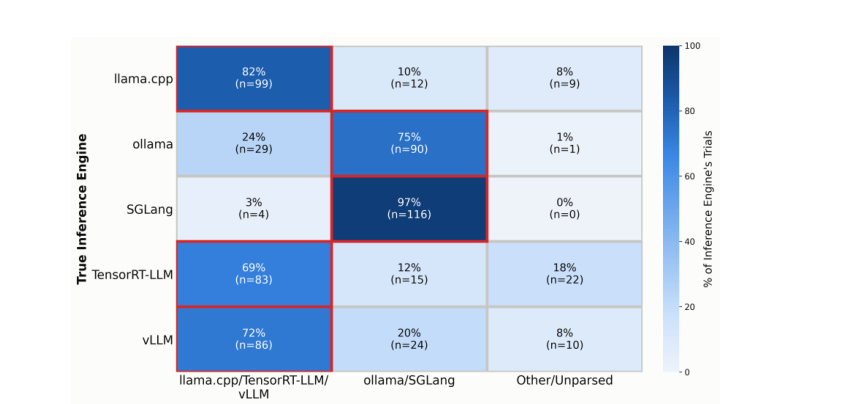 100
82%
(n=99)
10%
(n=12)
8%
(n=9)
llama.cpp
80
24%
(n=29)
75%
(n=90)
1%
(n=1)
ollama
60
3%
(n=4)
97%
(n=116)
0%
(n=0)
SGLang
True Inference Engine
% of Inference Engine's Trials
40
69%
(n=83)
12%
(n=15)
18%
(n=22)
TensorRT-LLM
20
72%
(n=86)
20%
(n=24)
8%
(n=10)
vLLM
0
llama.cpp/TensorRT-LLM/
vLLM
ollama/SGLang
Other/Unparsed